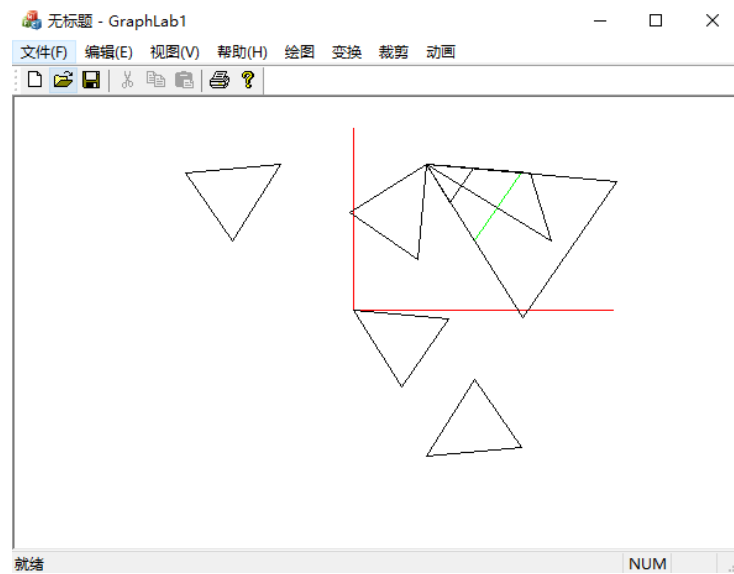 无标题 - GraphLab1
文件(F) 编辑(E) 视图(V) 帮助(H) 绘图 变换 裁剪 动画
就绪 NUM